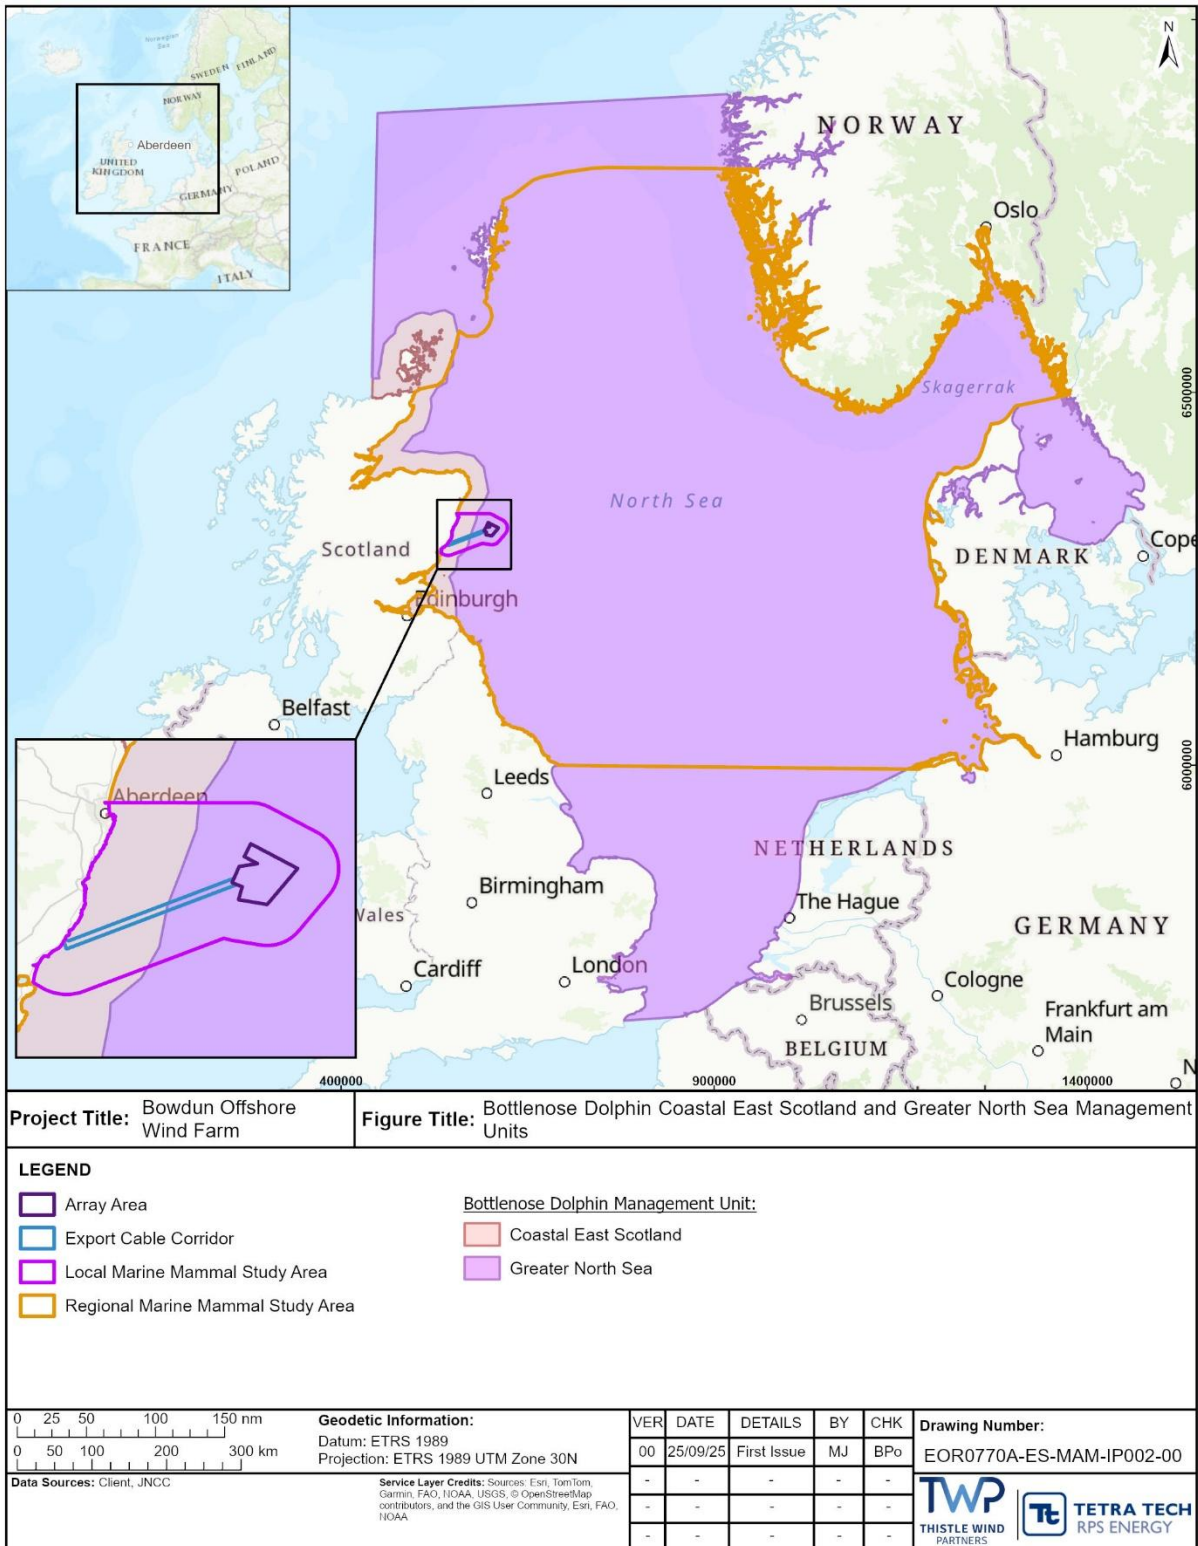 Norwegian
Sea
SWEDEN
FINLAND
NORWAY
Aberdeen
UNITED
KINGDOM
POLAND
GERMANY
FRANCE
ITALY
N
NORWAY
Oslo
Skagerrak
6500000
North Sea
Scotland
DENMARK
Cope
Edinburgh
Belfast
Hamburg
6000000
Leeds
Aberdeen
NETHERLANDS
Birmingham
The Hague
Wales
GERMANY
Cardiff
London
Cologne
Brussels
Frankfurt am
Main
BELGIUM
N
400000
900000
1400000
Project Title: Bowdun Offshore
Wind Farm
Figure Title: Bottlenose Dolphin Coastal East Scotland and Greater North Sea Management
Units
LEGEND
Array Area
Export Cable Corridor
Local Marine Mammal Study Area
Regional Marine Mammal Study Area
Bottlenose Dolphin Management Unit:
Coastal East Scotland
Greater North Sea
0 25 50 100 150 nm
0 50 100 200 300 km
Geodetic Information:
Datum: ETRS 1989
Projection: ETRS 1989 UTM Zone 30N
Data Sources: Client, JNCC
Service Layer Credits: Sources: Esri, TomTom,
Garmin, FAO, NOAA, USGS, © OpenStreetMap
contributors, and the GIS User Community, Esri, FAO,
NOAA
VER DATE DETAILS BY CHK
00 25/09/25 First Issue MJ BPo
- - - - -
- - - - -
- - - - -
Drawing Number:
EOR0770A-ES-MAM-IP002-00
TWP
THISTLE WIND
PARTNERS
Tt
TETRA TECH
RPS ENERGY